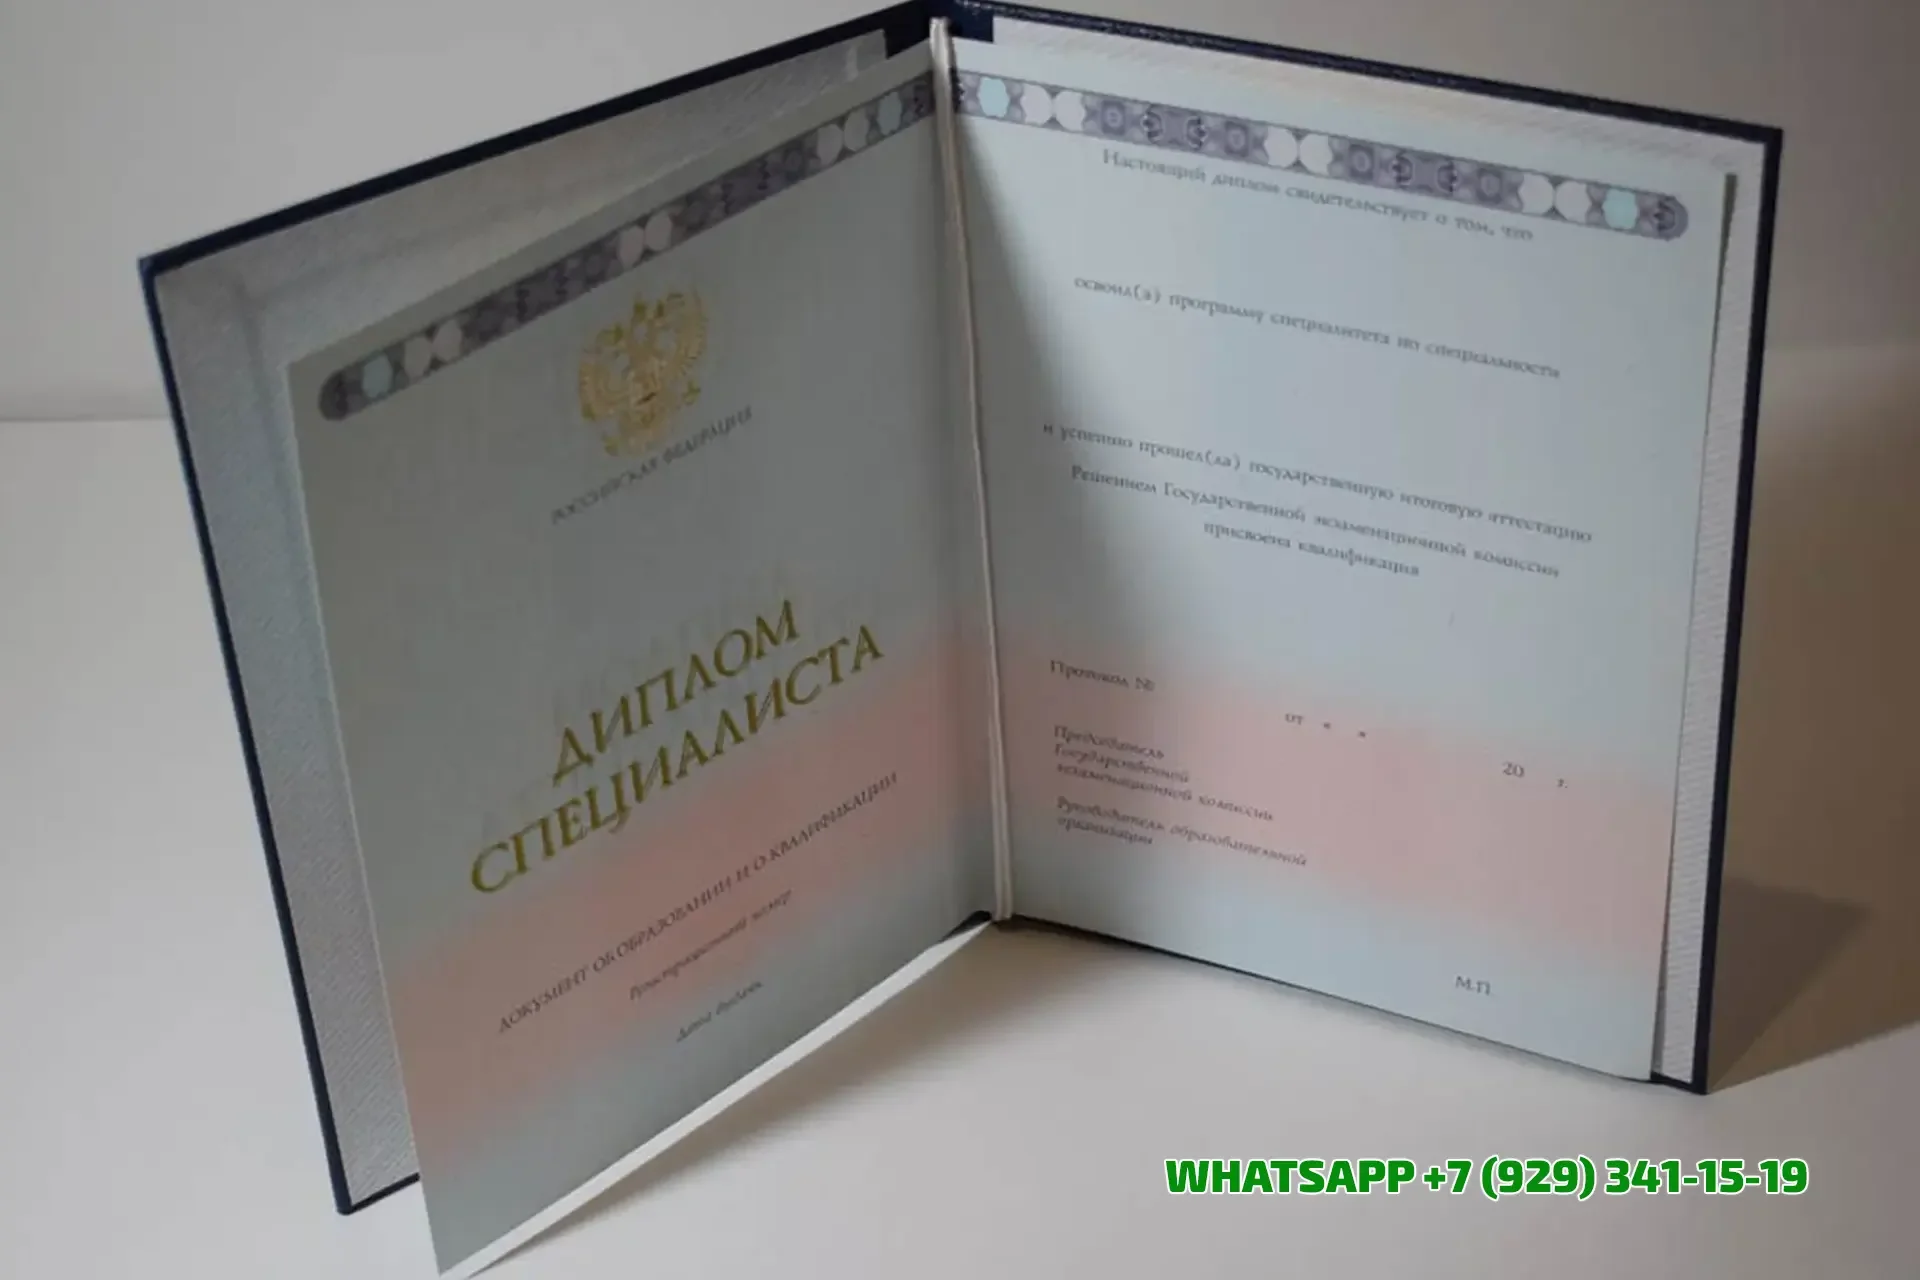 РОССИЙСКАЯ ФЕДЕРАЦИЯ
ДИПЛОМ
СПЕЦИАЛИСТА
ДОКУМЕНТ ОБ ОБРАЗОВАНИИ И О КВАЛИФИКАЦИИ
Регистрационный номер
Дата выдачи
Настоящий диплом свидетельствует о том, что
освоил(а) программу специалитета по специальности
и успешно прошел(ла) государственную итоговую аттестацию
Решением Государственной экзаменационной комиссии
присвоена квалификация
Протокол №
от « » 20 г.
Председатель
Государственной
экзаменационной комиссии
Руководитель образовательной
организации
М.П.
WHATSAPP +7 (929) 341-15-19